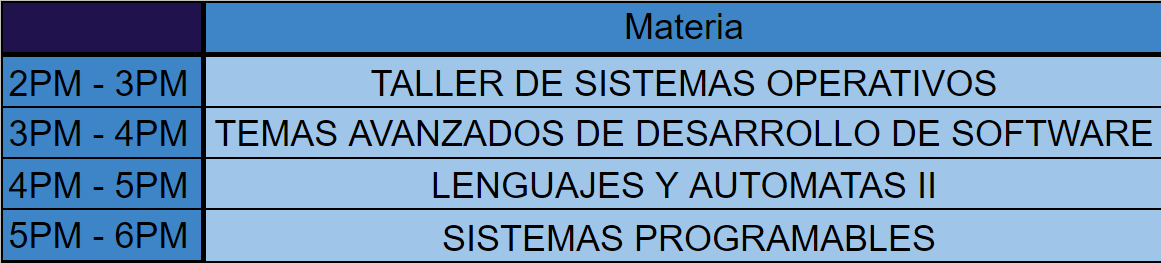 Materia
2PM - 3PM TALLER DE SISTEMAS OPERATIVOS
3PM - 4PM TEMAS AVANZADOS DE DESARROLLO DE SOFTWARE
4PM - 5PM LENGUAJES Y AUTOMATAS II
5PM - 6PM SISTEMAS PROGRAMABLES